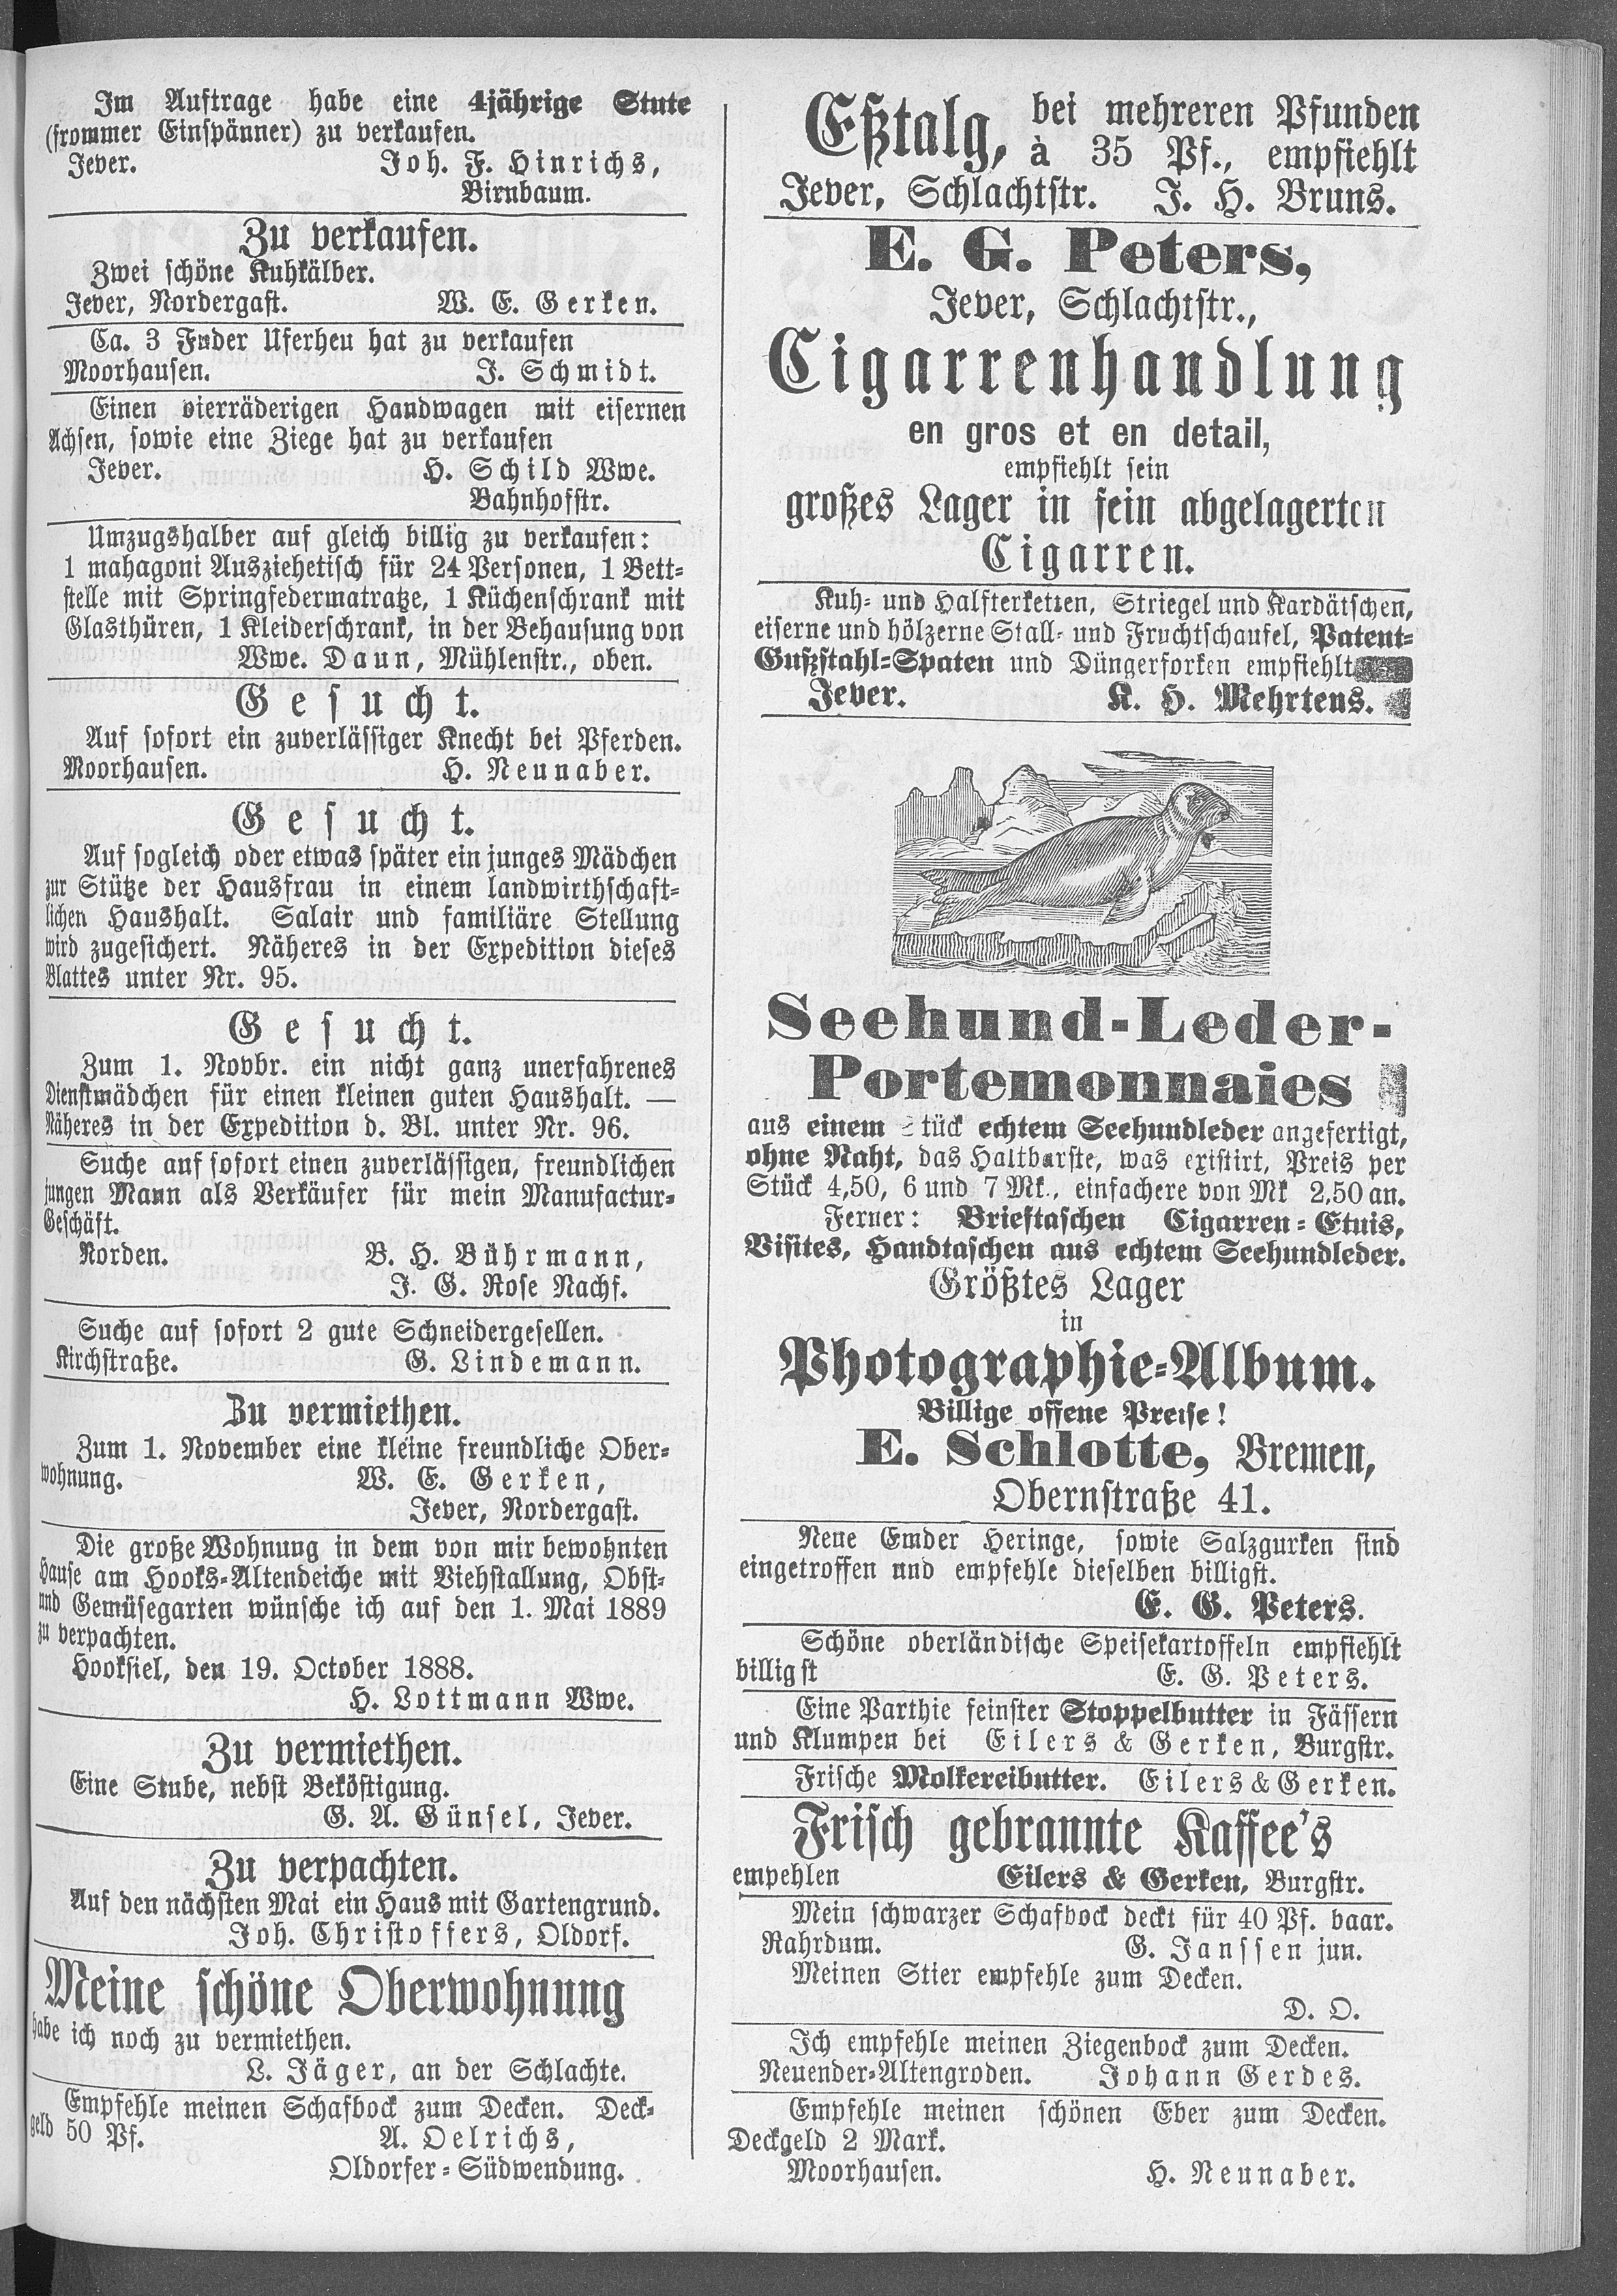 Im Auftrage habe eine 4jährige Stute
(frommer Einspänner) zu verkaufen.
Jever. Joh. F. Hinrichs,
Birnbaum.
Zu verkaufen.
Zwei schöne Kuhkälber.
Jever, Nordergast. W. E. Gerken.
Ca. 3 Fuder Uferheu hat zu verkaufen
Moorhausen. J. Schmidt.
Einen vierräderigen Handwagen mit eisernen
Achsen, sowie eine Ziege hat zu verkaufen
Jever. H. Schild Wwe.
Bahnhofstr.
Umzugshalber auf gleich billig zu verkaufen:
1 mahagoni Ausziehetisch für 24 Personen, 1 Bett-
stelle mit Springfedermatratze, 1 Küchenschrank mit
Glasthüren, 1 Kleiderschrank, in der Behausung von
Wwe. Daun, Mühlenstr., oben.
Gesucht.
Auf sofort ein zuverlässiger Knecht bei Pferden.
Moorhausen. H. Neunaber.
Gesucht.
Auf sogleich oder etwas später ein junges Mädchen
zur Stütze der Hausfrau in einem landwirthschaft-
lichen Haushalt. Salair und familiäre Stellung
wird zugesichert. Näheres in der Expedition dieses
Blattes unter Nr. 95.
Gesucht.
Zum 1. Novbr. ein nicht ganz unerfahrenes
Dienstmädchen für einen kleinen guten Haushalt. —
Näheres in der Expedition d. Bl. unter Nr. 96.
Suche auf sofort einen zuverlässigen, freundlichen
jungen Mann als Verkäufer für mein Manufactur-
Geschäft.
Norden. B. H. Bührmann,
J. G. Rose Nachf.
Suche auf sofort 2 gute Schneidergesellen.
Kirchstraße. G. Lindemann.
Zu vermiethen.
Zum 1. November eine kleine freundliche Ober-
wohnung. W. E. Gerken,
Jever, Nordergast.
Die große Wohnung in dem von mir bewohnten
Hause am Hooks-Altendeiche mit Viehstallung, Obst-
und Gemüsegarten wünsche ich auf den 1. Mai 1889
zu verpachten.
Hooksiel, den 19. October 1888.
H. Lottmann Wwe.
Zu vermiethen.
Eine Stube, nebst Beköstigung.
G. A. Günsel, Jever.
Zu verpachten.
Auf den nächsten Mai ein Haus mit Gartengrund.
Joh. Christoffers, Oldorf.
Meine schöne Oberwohnung
habe ich noch zu vermiethen.
L. Jäger, an der Schlachte.
Empfehle meinen Schafbock zum Decken. Deck-
geld 50 Pf. A. Oelrichs,
Oldorfer-Südwendung.
Eßtalg, bei mehreren Pfunden
à 35 Pf., empfiehlt
Jever, Schlachtstr. J. H. Bruns.
E. G. Peters,
Jever, Schlachtstr.,
Cigarrenhandlung
en gros et en detail,
empfiehlt sein
großes Lager in fein abgelagerten
Cigarren.
Kuh- und Halfterketten, Striegel und Kardätschen,
eiserne und hölzerne Stall- und Fruchtschaufel, Patent-
Gußstahl-Spaten und Düngerforken empfiehlt
Jever. K. H. Mehrtens.
Seehund-Leder-
Portemonnaies
aus einem Stück echtem Seehundleder angefertigt,
ohne Naht, das Haltbarste, was existirt, Preis per
Stück 4,50, 6 und 7 Mk., einfachere von Mk 2,50 an.
Ferner: Brieftaschen Cigarren-Etuis,
Visites, Handtaschen aus echtem Seehundleder.
Größtes Lager
in
Photographie-Album.
Billige offene Preise!
E. Schlotte, Bremen,
Obernstraße 41.
Neue Emder Heringe, sowie Salzgurken sind
eingetroffen und empfehle dieselben billigst.
E. G. Peters.
Schöne oberländische Speisekartoffeln empfiehlt
billigst E. G. Peters.
Eine Parthie feinster Stoppelbutter in Fässern
und Klumpen bei Eilers & Gerken, Burgstr.
Frische Molkereibutter. Eilers & Gerken.
Frisch gebrannte Kaffee's
empehlen Eilers & Gerken, Burgstr.
Mein schwarzer Schafbock deckt für 40 Pf. baar.
Rahrdum. G. Janssen jun.
Meinen Stier empfehle zum Decken.
D. O.
Ich empfehle meinen Ziegenbock zum Decken.
Neuender-Altengroden. Johann Gerdes.
Empfehle meinen schönen Eber zum Decken.
Deckgeld 2 Mark.
Moorhausen. H. Neunaber.